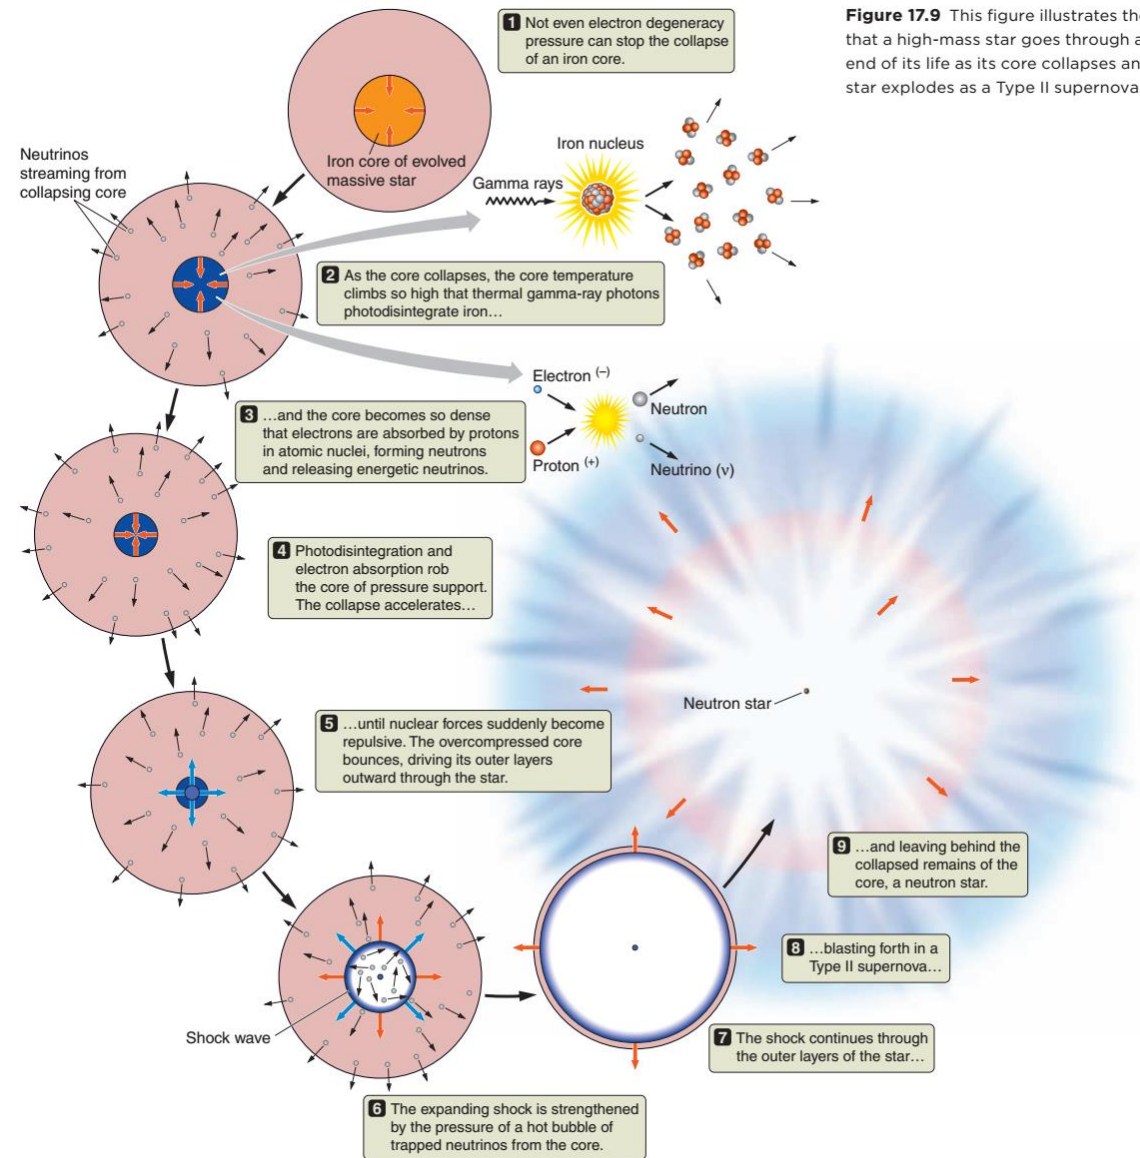 Figure 17.9 This figure illustrates the
that a high-mass star goes through a
end of its life as its core collapses an
star explodes as a Type II supernova
1 Not even electron degeneracy
pressure can stop the collapse
of an iron core.
Iron core of evolved
massive star
Neutrinos
streaming from
collapsing core
Gamma rays
Iron nucleus
2 As the core collapses, the core temperature
climbs so high that thermal gamma-ray photons
photodisintegrate iron…
3 …and the core becomes so dense
that electrons are absorbed by protons
in atomic nuclei, forming neutrons
and releasing energetic neutrinos.
Electron (–)
Proton (+)
Neutron
Neutrino (ν)
4 Photodisintegration and
electron absorption rob
the core of pressure support.
The collapse accelerates…
5 …until nuclear forces suddenly become
repulsive. The overcompressed core
bounces, driving its outer layers
outward through the star.
Neutron star
Shock wave
6 The expanding shock is strengthened
by the pressure of a hot bubble of
trapped neutrinos from the core.
7 The shock continues through
the outer layers of the star…
8 …blasting forth in a
Type II supernova…
9 …and leaving behind the
collapsed remains of the
core, a neutron star.